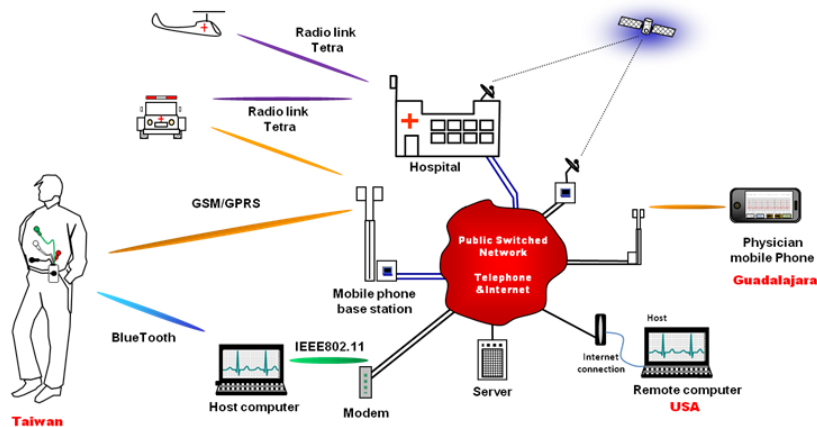 Radio link
Tetra
Radio link
Tetra
Hospital
GSM/GPRS
Public Switched
Network
Telephone
&Internet
Physician
mobile Phone
Guadalajara
Mobile phone
base station
BlueTooth
IEEE802.11
Host
Internet
connection
Host computer
Modem
Server
Remote computer
USA
Taiwan